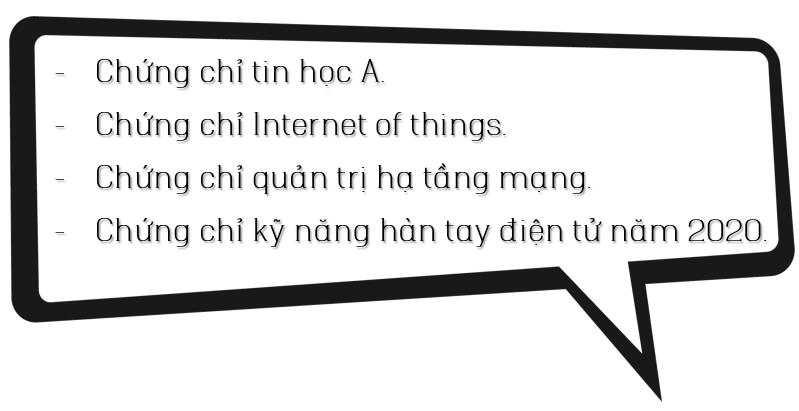 - Chứng chỉ tin học A.
- Chứng chỉ Internet of things.
- Chứng chỉ quản trị hạ tầng mạng.
- Chứng chỉ kỹ năng hàn tay điện tử năm 2020.